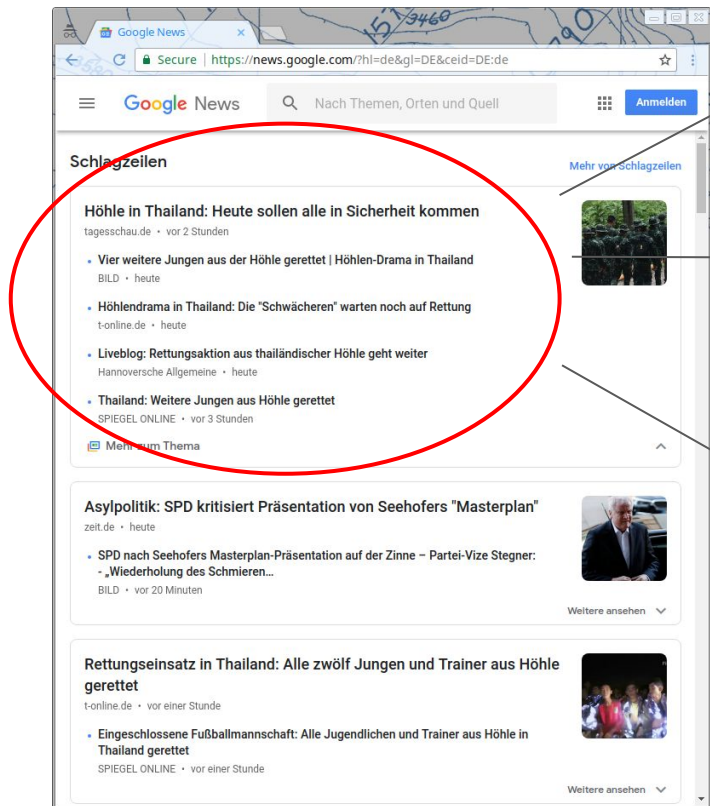 3460
Google News
Secure | https://news.google.com/?hl=de&gl=DE&ceid=DE:de
Google News
Nach Themen, Orten und Quell
Anmelden
Schlagzeilen
Mehr von Schlagzeilen
Höhle in Thailand: Heute sollen alle in Sicherheit kommen
tagesschau.de • vor 2 Stunden
• Vier weitere Jungen aus der Höhle gerettet | Höhlen-Drama in Thailand
BILD • heute
• Höhlendrama in Thailand: Die "Schwächeren" warten noch auf Rettung
t-online.de • heute
• Liveblog: Rettungsaktion aus thailändischer Höhle geht weiter
Hannoversche Allgemeine • heute
• Thailand: Weitere Jungen aus Höhle gerettet
SPIEGEL ONLINE • vor 3 Stunden
Mehr zum Thema
Asylpolitik: SPD kritisiert Präsentation von Seehofers "Masterplan"
zeit.de • heute
• SPD nach Seehofers Masterplan-Präsentation auf der Zinne – Partei-Vize Stegner:
- „Wiederholung des Schmieren...
BILD • vor 20 Minuten
Weitere ansehen
Rettungseinsatz in Thailand: Alle zwölf Jungen und Trainer aus Höhle
gerettet
t-online.de • vor einer Stunde
• Eingeschlossene Fußballmannschaft: Alle Jugendlichen und Trainer aus Höhle in
Thailand gerettet
SPIEGEL ONLINE • vor einer Stunde
Weitere ansehen